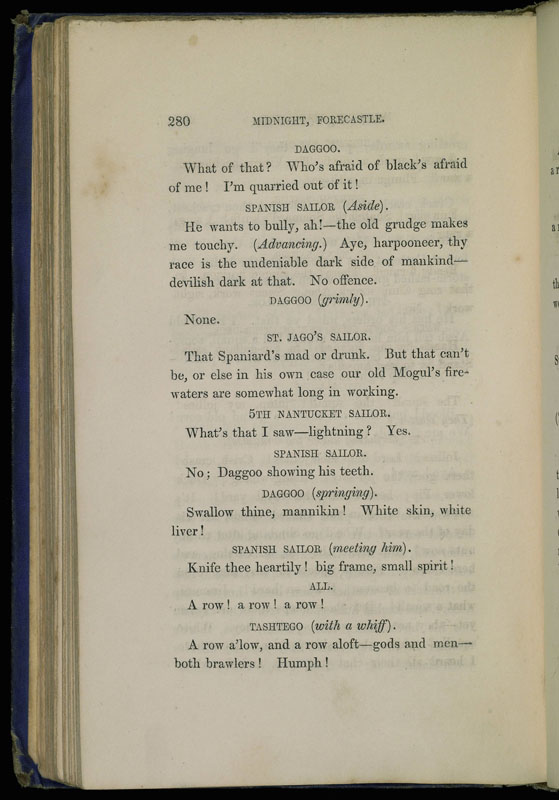 280 MIDNIGHT, FORECASTLE.
DAGGOO.
What of that? Who's afraid of black's afraid
of me! I'm quarried out of it!
SPANISH SAILOR (Aside).
He wants to bully, ah!—the old grudge makes
me touchy. (Advancing.) Aye, harpooneer, thy
race is the undeniable dark side of mankind—
devilish dark at that. No offence.
DAGGOO (grimly).
None.
ST. JAGO'S SAILOR.
That Spaniard's mad or drunk. But that can't
be, or else in his own case our old Mogul's fire-
waters are somewhat long in working.
5TH NANTUCKET SAILOR.
What's that I saw—lightning? Yes.
SPANISH SAILOR.
No; Daggoo showing his teeth.
DAGGOO (springing).
Swallow thine, mannikin! White skin, white
liver!
SPANISH SAILOR (meeting him).
Knife thee heartily! big frame, small spirit!
ALL.
A row! a row! a row!
TASHTEGO (with a whiff).
A row a'low, and a row aloft—gods and men—
both brawlers! Humph!